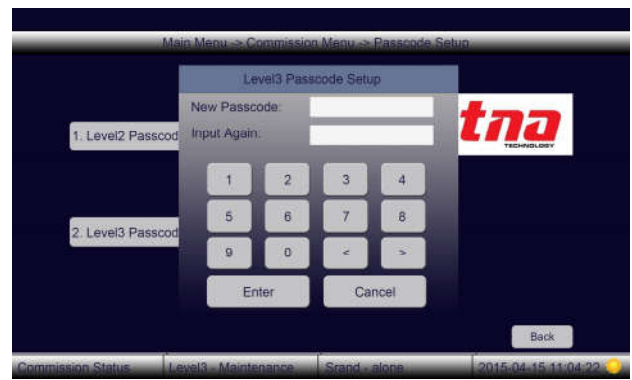 Main Menu -> Commission Menu -> Passcode Setup
Level3 Passcode Setup
New Passcode:
Input Again:
1. Level2 Passcod
tna
TECHNOLOGY
1 2 3 4
5 6 7 8
2. Level3 Passcod
9 0 < >
Enter Cancel
Back
Commission Status Level3 - Maintenance Srand - alone 2015-04-15 11:04:22